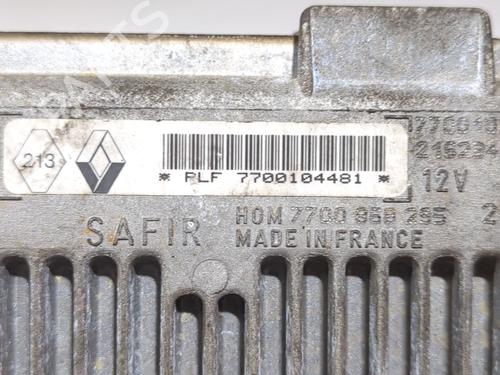 213
* PLF 7700104481 *
12V
SAFIR
HOM 7700 868 295
MADE IN FRANCE